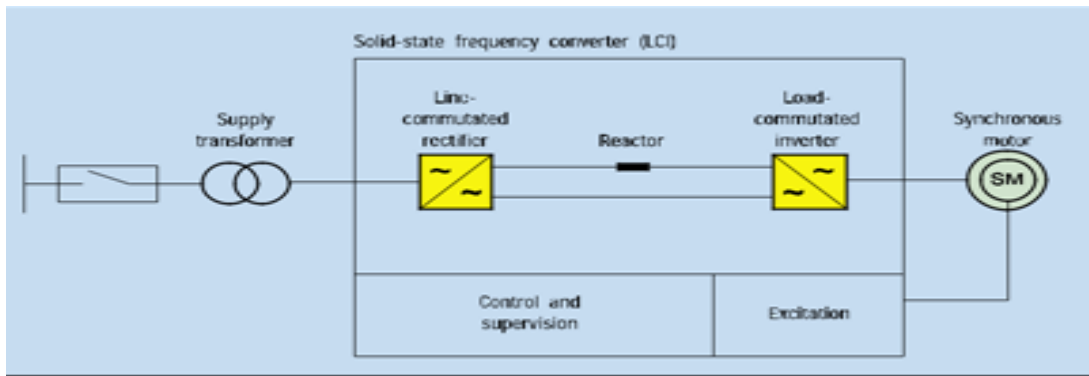 Solid-state frequency converter (LCI)
Line-
commutated
rectifier
Load-
commutated
inverter
Supply
transformer
Reactor
Synchronous
motor
~
~
~
~
SM
Control and
supervision
Excitation